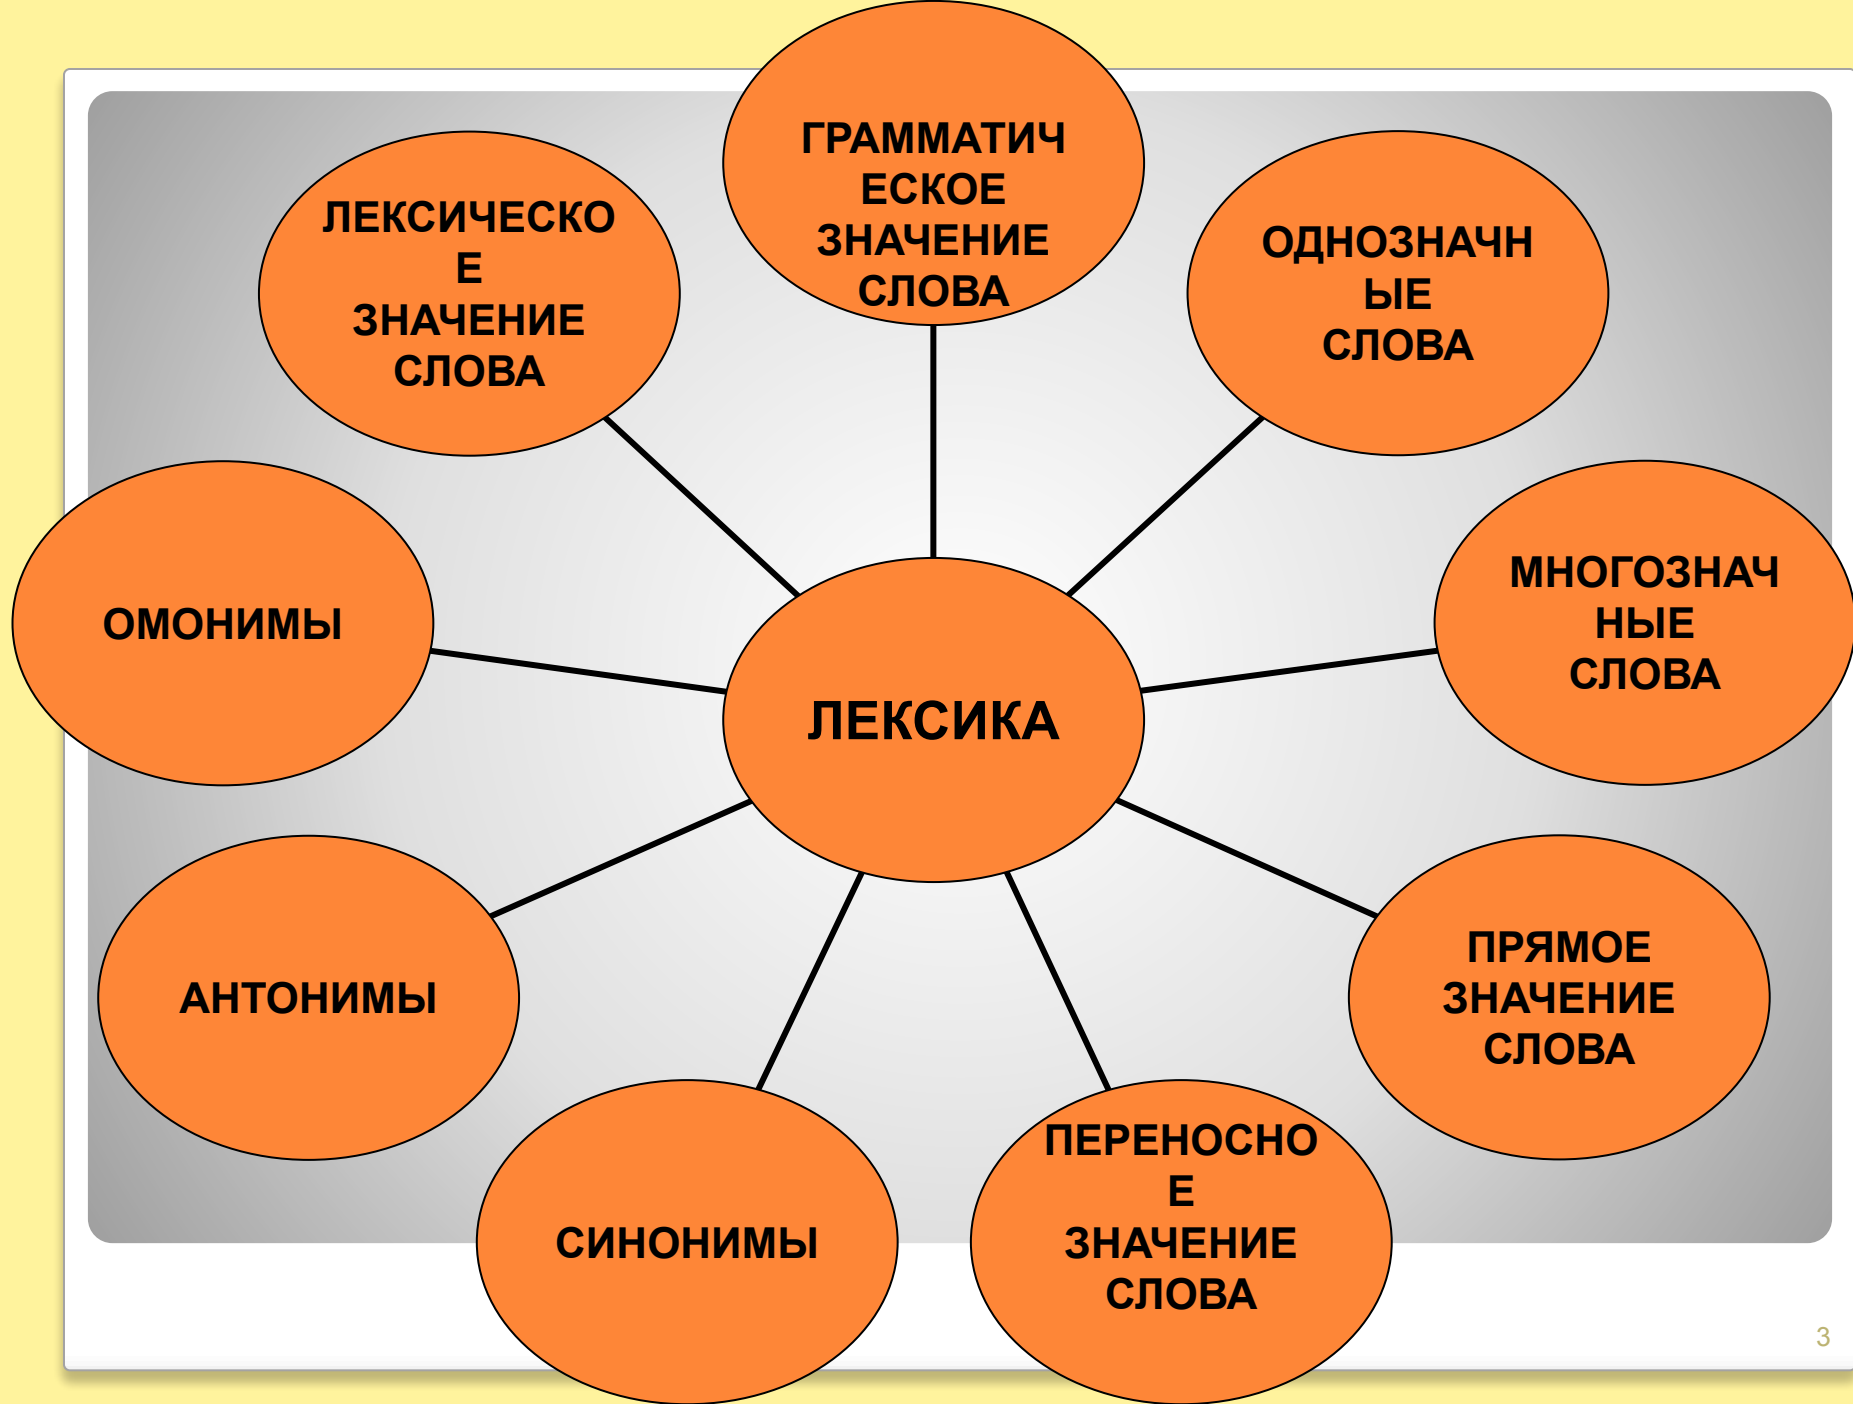 ГРАММАТИЧ
ЕСКОЕ
ЗНАЧЕНИЕ
СЛОВА
ЛЕКСИЧЕСКО
Е
ЗНАЧЕНИЕ
СЛОВА
ОДНОЗНАЧН
ЫЕ
СЛОВА
ОМОНИМЫ
МНОГОЗНАЧ
НЫЕ
СЛОВА
ЛЕКСИКА
АНТОНИМЫ
ПРЯМОЕ
ЗНАЧЕНИЕ
СЛОВА
СИНОНИМЫ
ПЕРЕНОСНО
Е
ЗНАЧЕНИЕ
СЛОВА
3